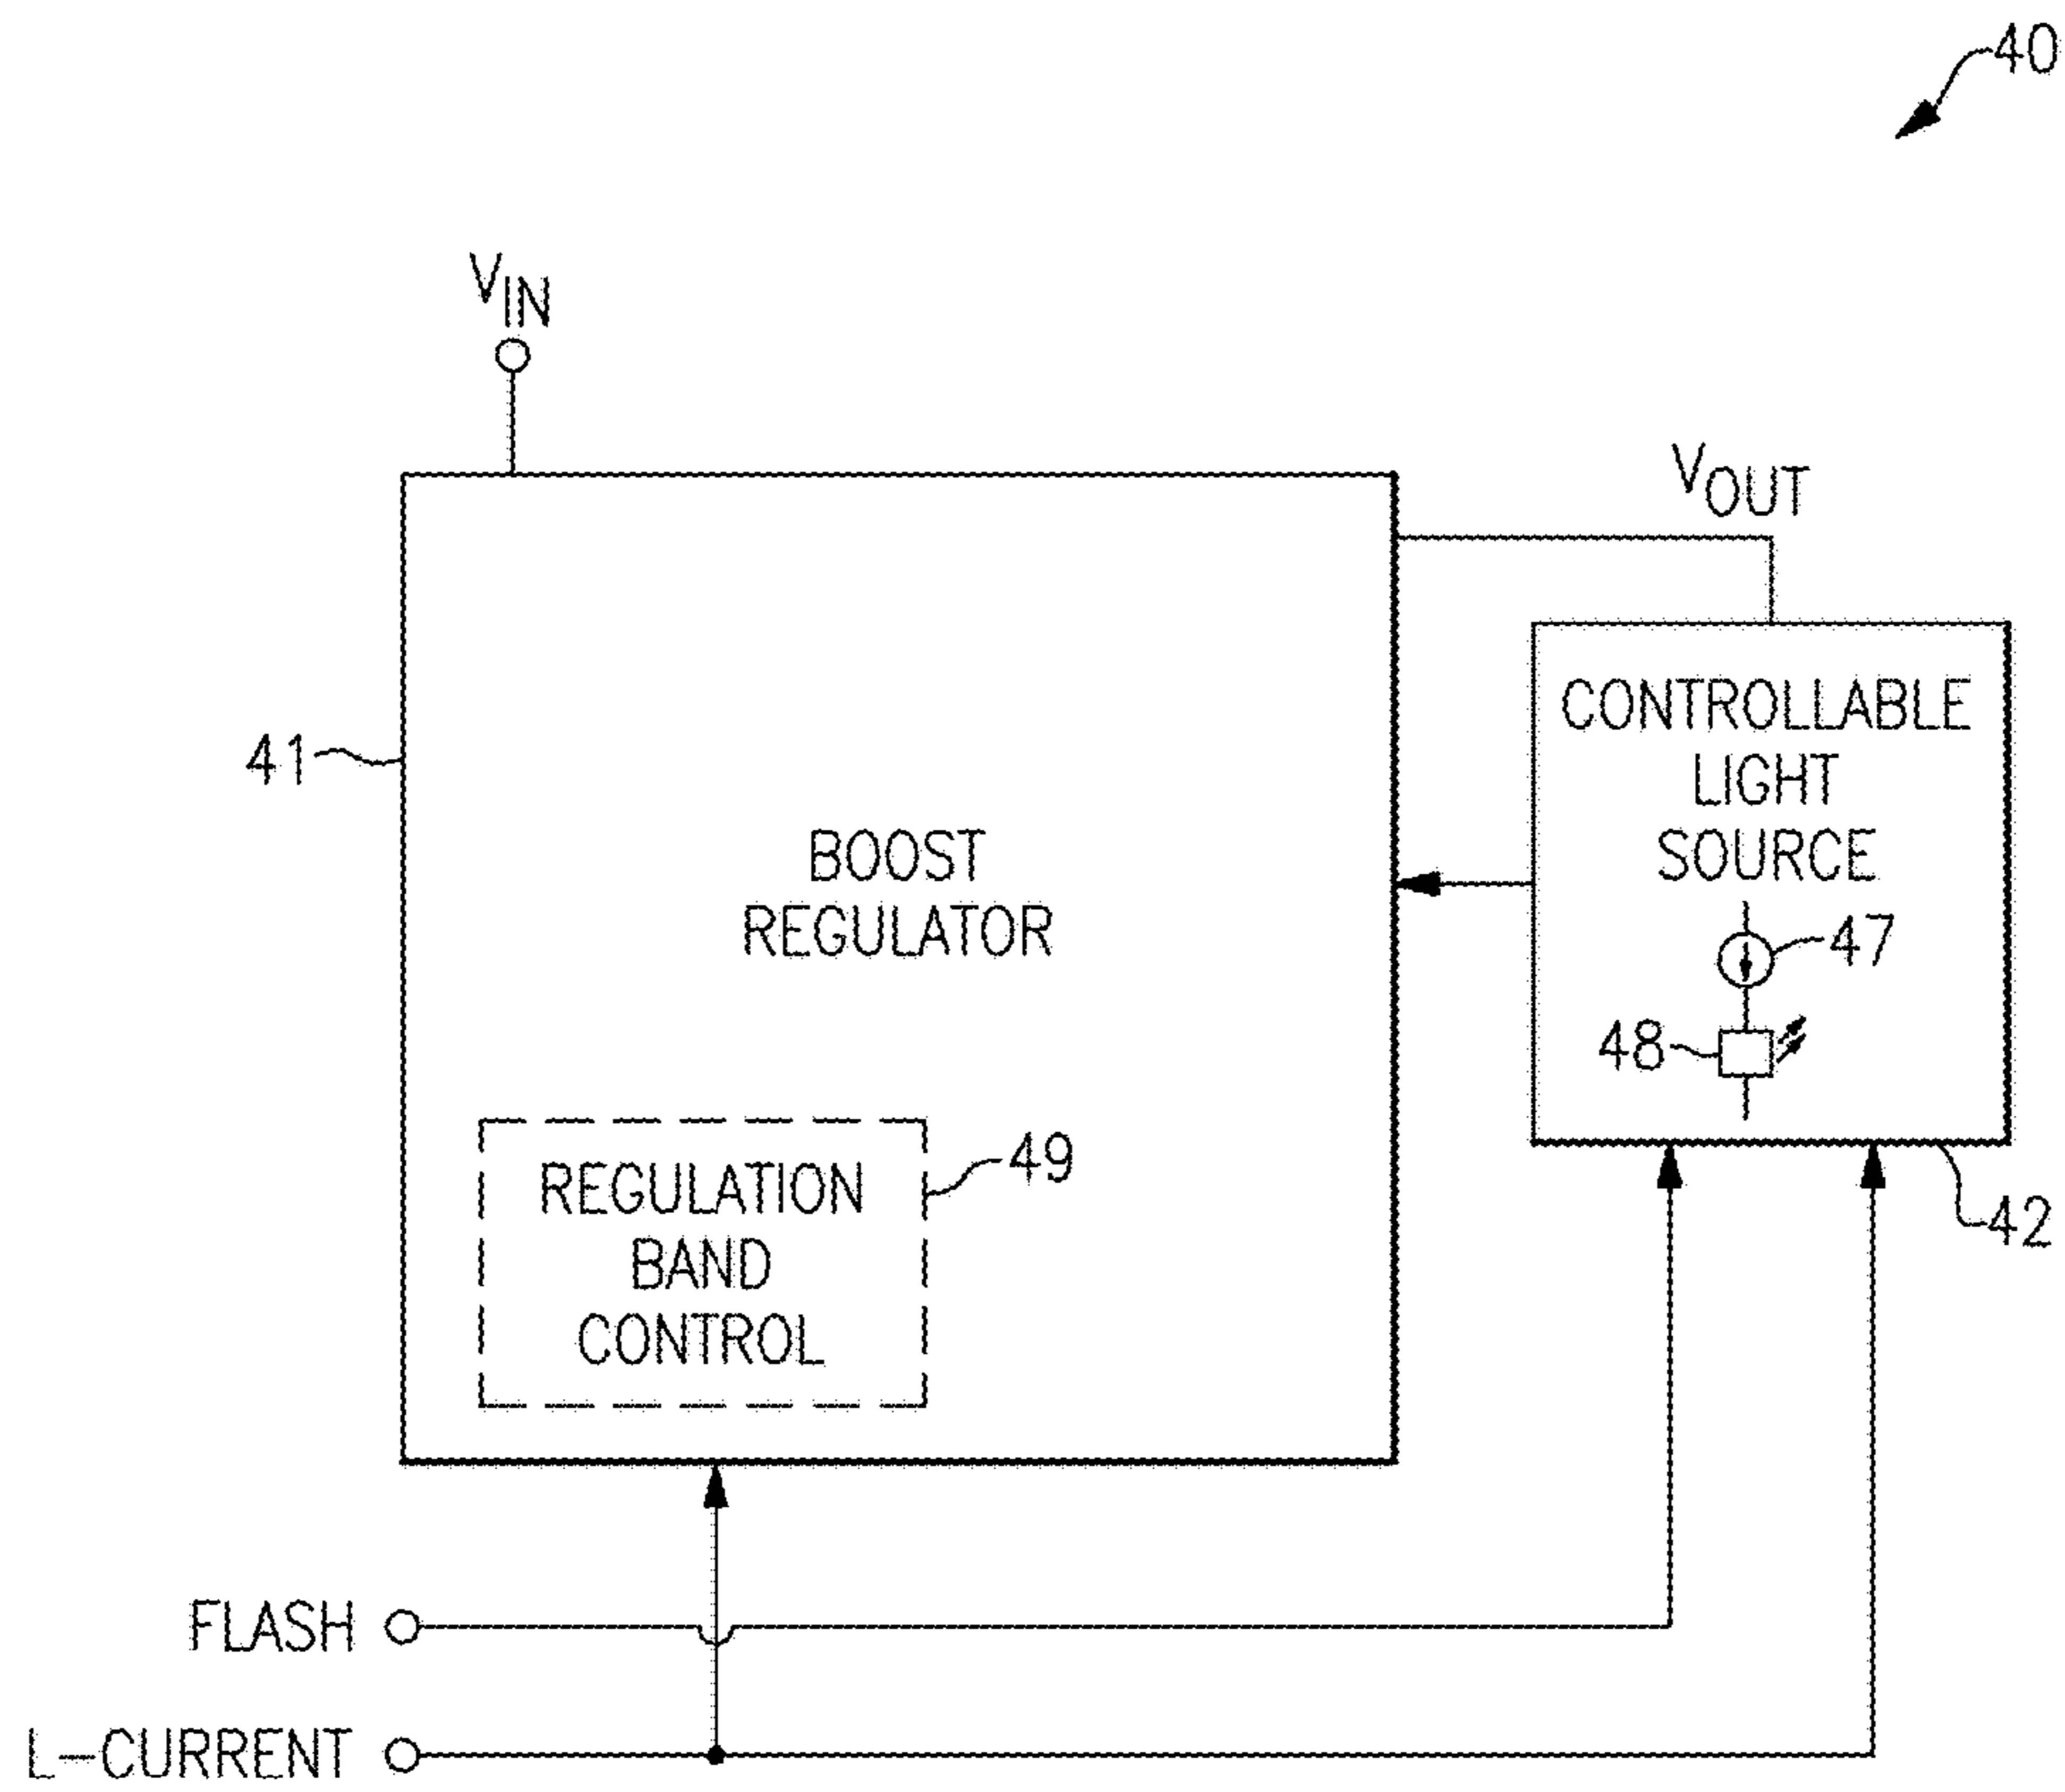 40
VIN
VOUT
41
BOOST
REGULATOR
CONTROLLABLE
LIGHT
SOURCE
47
48
REGULATION
BAND
CONTROL
49
42
FLASH
L-CURRENT